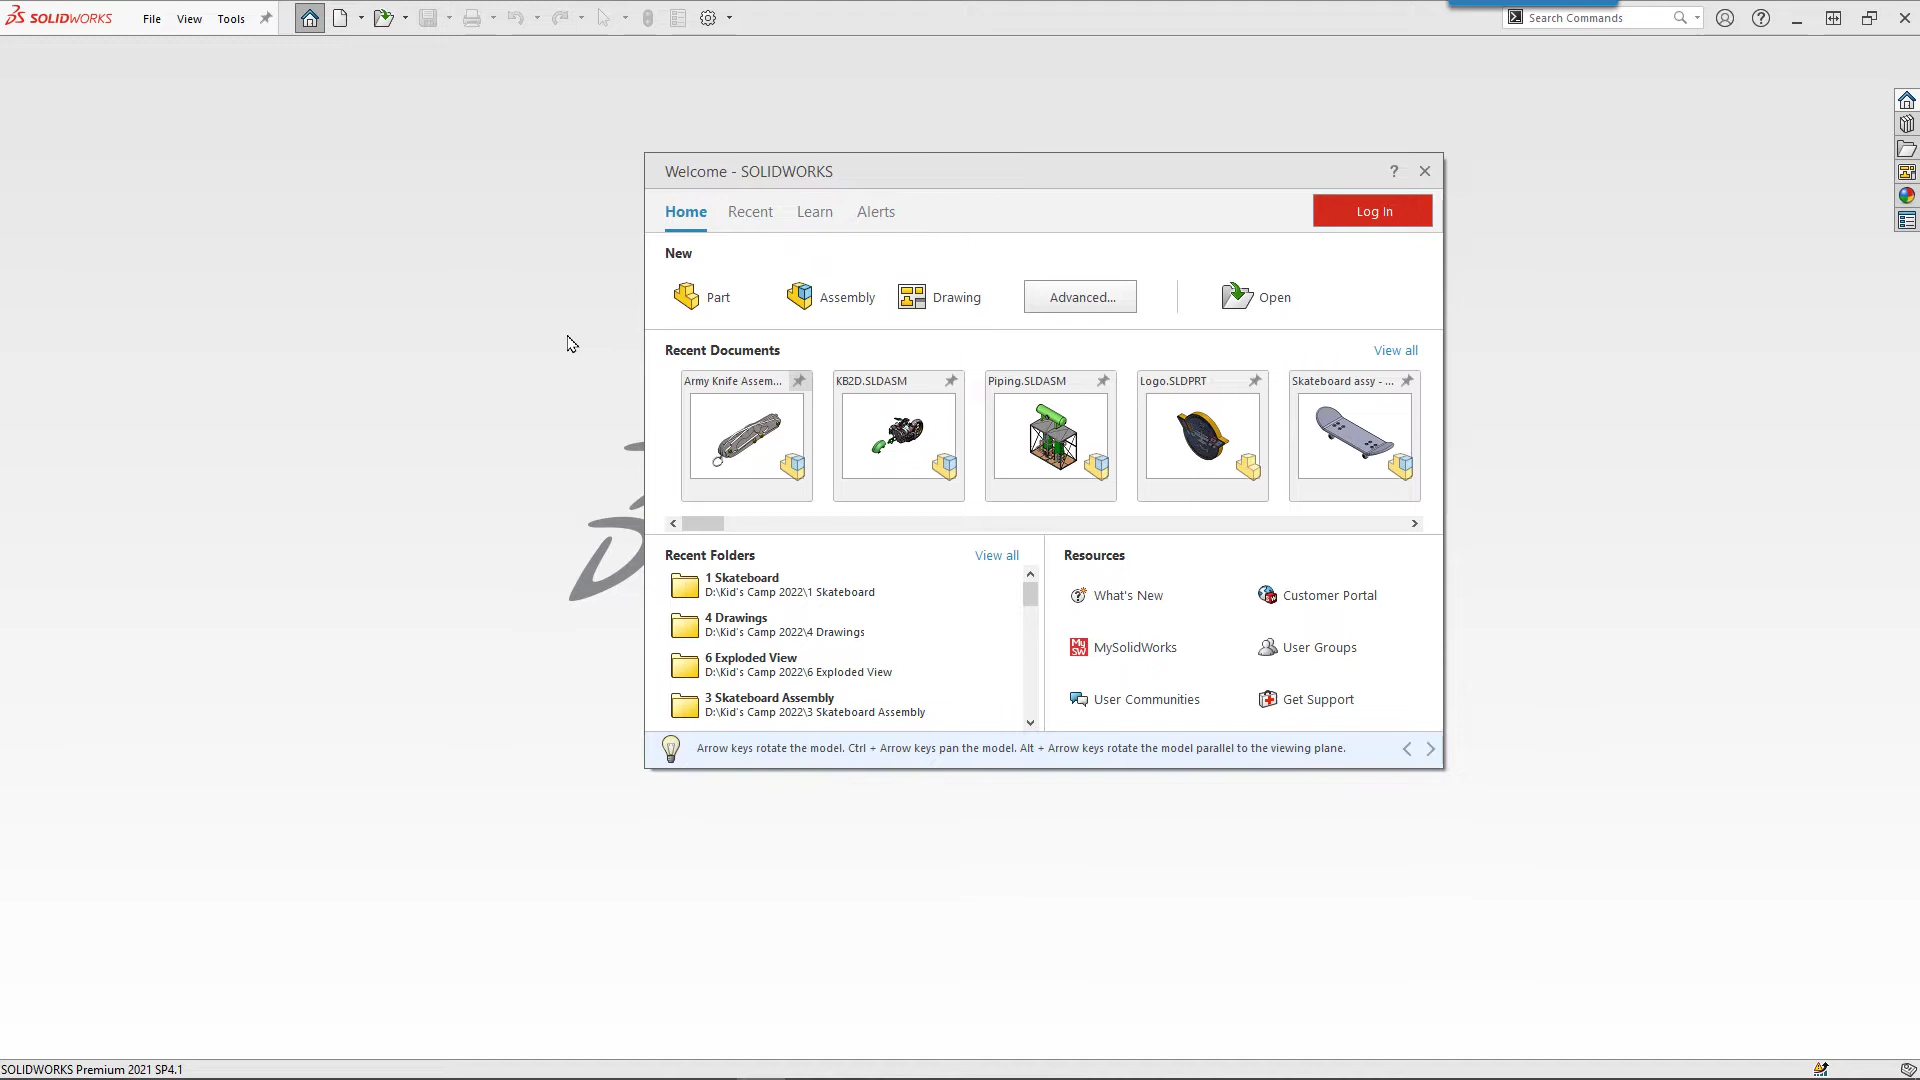 SOLIDWORKS File View Tools Search Commands
Welcome - SOLIDWORKS ?
Home Recent Learn Alerts Log In
New
Part Assembly Drawing Advanced... Open
Recent Documents View all
Army Knife Assem... KB2D.SLDASM Piping.SLDASM Logo.SLDPRT Skateboard assy - ...
Recent Folders View all
1 Skateboard
D:\Kid's Camp 2022\1 Skateboard
4 Drawings
D:\Kid's Camp 2022\4 Drawings
6 Exploded View
D:\Kid's Camp 2022\6 Exploded View
3 Skateboard Assembly
D:\Kid's Camp 2022\3 Skateboard Assembly
Resources
What's New Customer Portal
MySolidWorks User Groups
User Communities Get Support
Arrow keys rotate the model. Ctrl + Arrow keys pan the model. Alt + Arrow keys rotate the model parallel to the viewing plane.
SOLIDWORKS Premium 2021 SP4.1